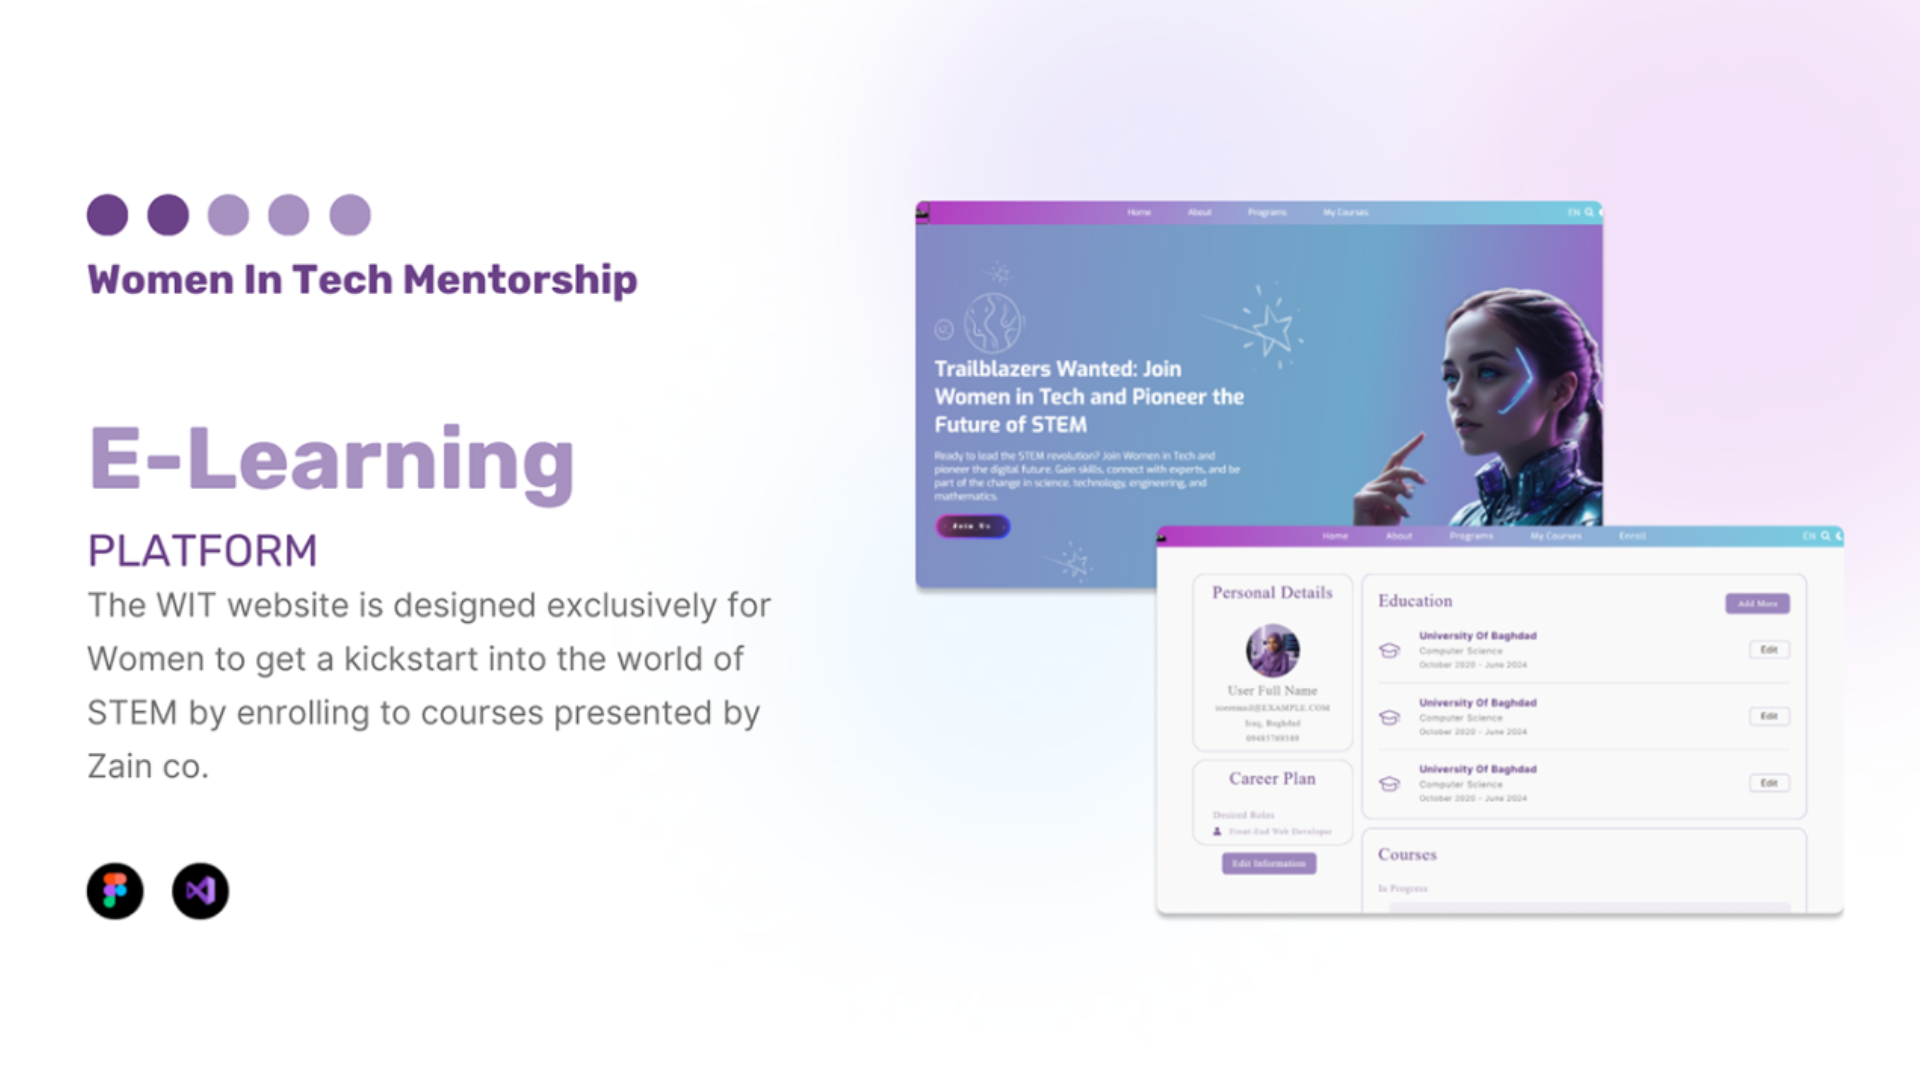 Women In Tech Mentorship
E-Learning
PLATFORM
The WIT website is designed exclusively for
Women to get a kickstart into the world of
STEM by enrolling to courses presented by
Zain co.
Home About Programs My Courses EN
Trailblazers Wanted: Join
Women in Tech and Pioneer the
Future of STEM
Ready to lead the STEM revolution? Join Women in Tech and
pioneer the digital future. Gain skills, connect with experts, and be
part of the change in science, technology, engineering, and
mathematics.
Join Us
Home About Programs My Courses Enroll EN
Personal Details
User Full Name
Iraq, Baghdad
Career Plan
Desired Roles
Front-End Web Developer
Edit Information
Education
Add More
University Of Baghdad
Computer Science
October 2020 - June 2024
Edit
University Of Baghdad
Computer Science
October 2020 - June 2024
Edit
University Of Baghdad
Computer Science
October 2020 - June 2024
Edit
Courses
In Progress